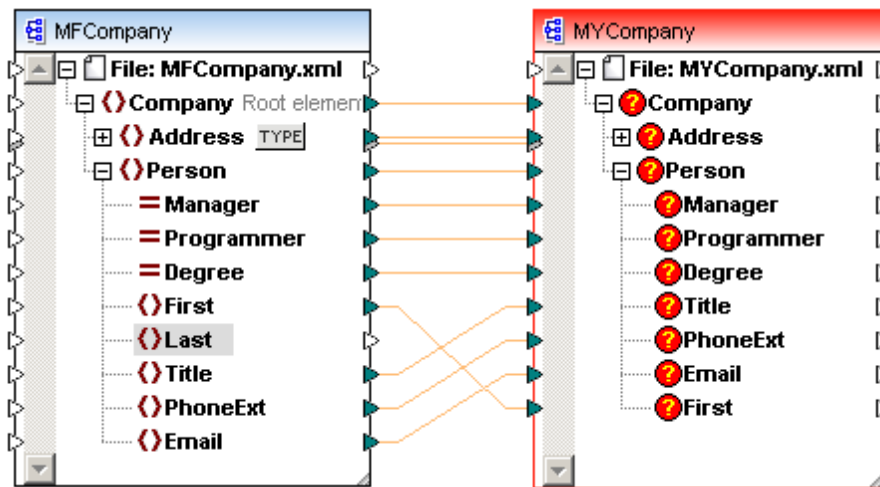 MFCompany
File: MFCompany.xml
Company Root elemen
Address TYPE
Person
Manager
Programmer
Degree
First
Last
Title
PhoneExt
Email
MYCompany
File: MYCompany.xml
Company
Address
Person
Manager
Programmer
Degree
Title
PhoneExt
Email
First